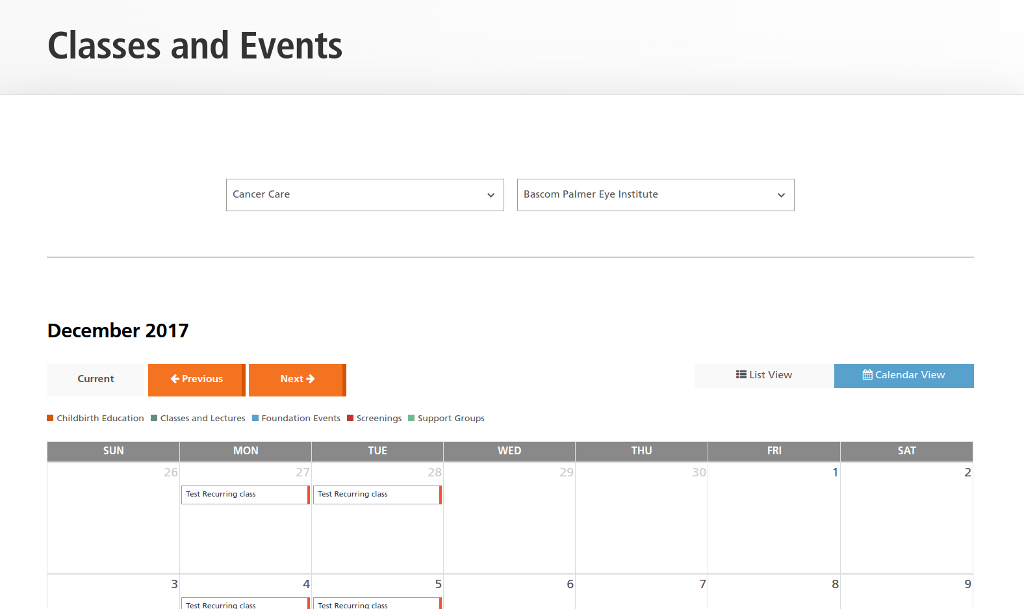 Classes and Events
Cancer Care Bascom Palmer Eye Institute
December 2017
Current Previous Next List View Calendar View
Childbirth Education Classes and Lectures Foundation Events Screenings Support Groups
SUN MON TUE WED THU FRI SAT
26 27 28 29 30 1 2
Test Recurring class Test Recurring class
3 4 5 6 7 8 9
Test Recurring class Test Recurring class